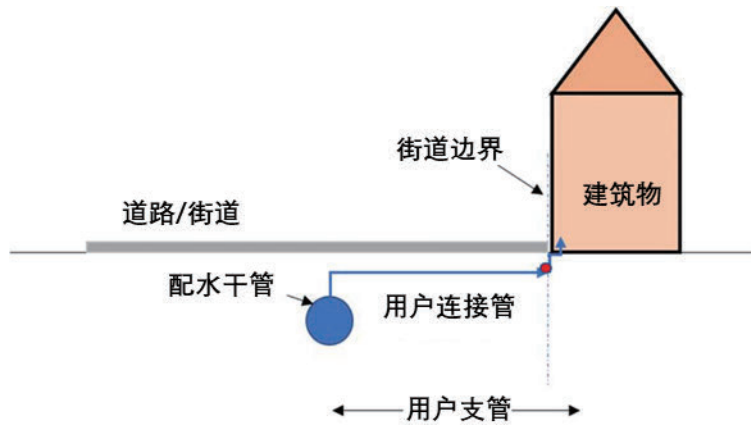 街道边界
建筑物
道路/街道
配水干管
用户连接管
用户支管